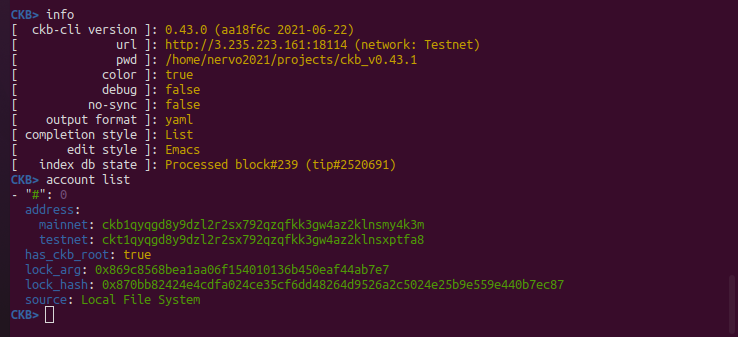 CKB> info
[  ckb-cli version ]: 0.43.0 (aa18f6c 2021-06-22)
[              url ]: http://3.235.223.161:18114 (network: Testnet)
[              pwd ]: /home/nervo2021/projects/ckb_v0.43.1
[            color ]: true
[            debug ]: false
[          no-sync ]: false
[    output format ]: yaml
[ completion style ]: List
[       edit style ]: Emacs
[   index db state ]: Processed block#239 (tip#2520691)
CKB> account list
- "#": 0
  address:
    mainnet: ckb1qyqgd8y9dzl2r2sx792qzqfkk3gw4az2klnsmy4k3m
    testnet: ckt1qyqgd8y9dzl2r2sx792qzqfkk3gw4az2klnsxptfa8
  has_ckb_root: true
  lock_arg: 0x869c8568bea1aa06f154010136b450eaf44ab7e7
  lock_hash: 0x870bb82424e4cdfa024ce35cf6dd48264d9526a2c5024e25b9e559e440b7ec87
  source: Local File System
CKB>